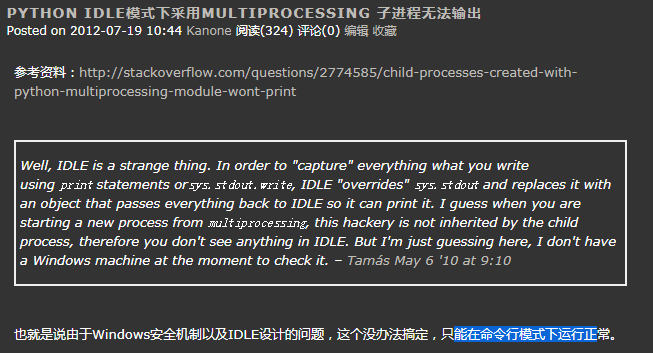 PYTHON IDLE模式下采用MULTIPROCESSING 子进程无法输出
Posted on 2012-07-19 10:44 Kanone 阅读(324) 评论(0) 编辑 收藏
参考资料：http://stackoverflow.com/questions/2774585/child-processes-created-with-
python-multiprocessing-module-wont-print
Well, IDLE is a strange thing. In order to "capture" everything what you write
using print statements or sys.stdout.write, IDLE "overrides" sys.stdout and replaces it with
an object that passes everything back to IDLE so it can print it. I guess when you are
starting a new process from multiprocessing, this hackery is not inherited by the child
process, therefore you don't see anything in IDLE. But I'm just guessing here, I don't have
a Windows machine at the moment to check it. – Tamás May 6 '10 at 9:10
也就是说由于Windows安全机制以及IDLE设计的问题，这个没办法搞定，只能在命令行模式下运行正常。